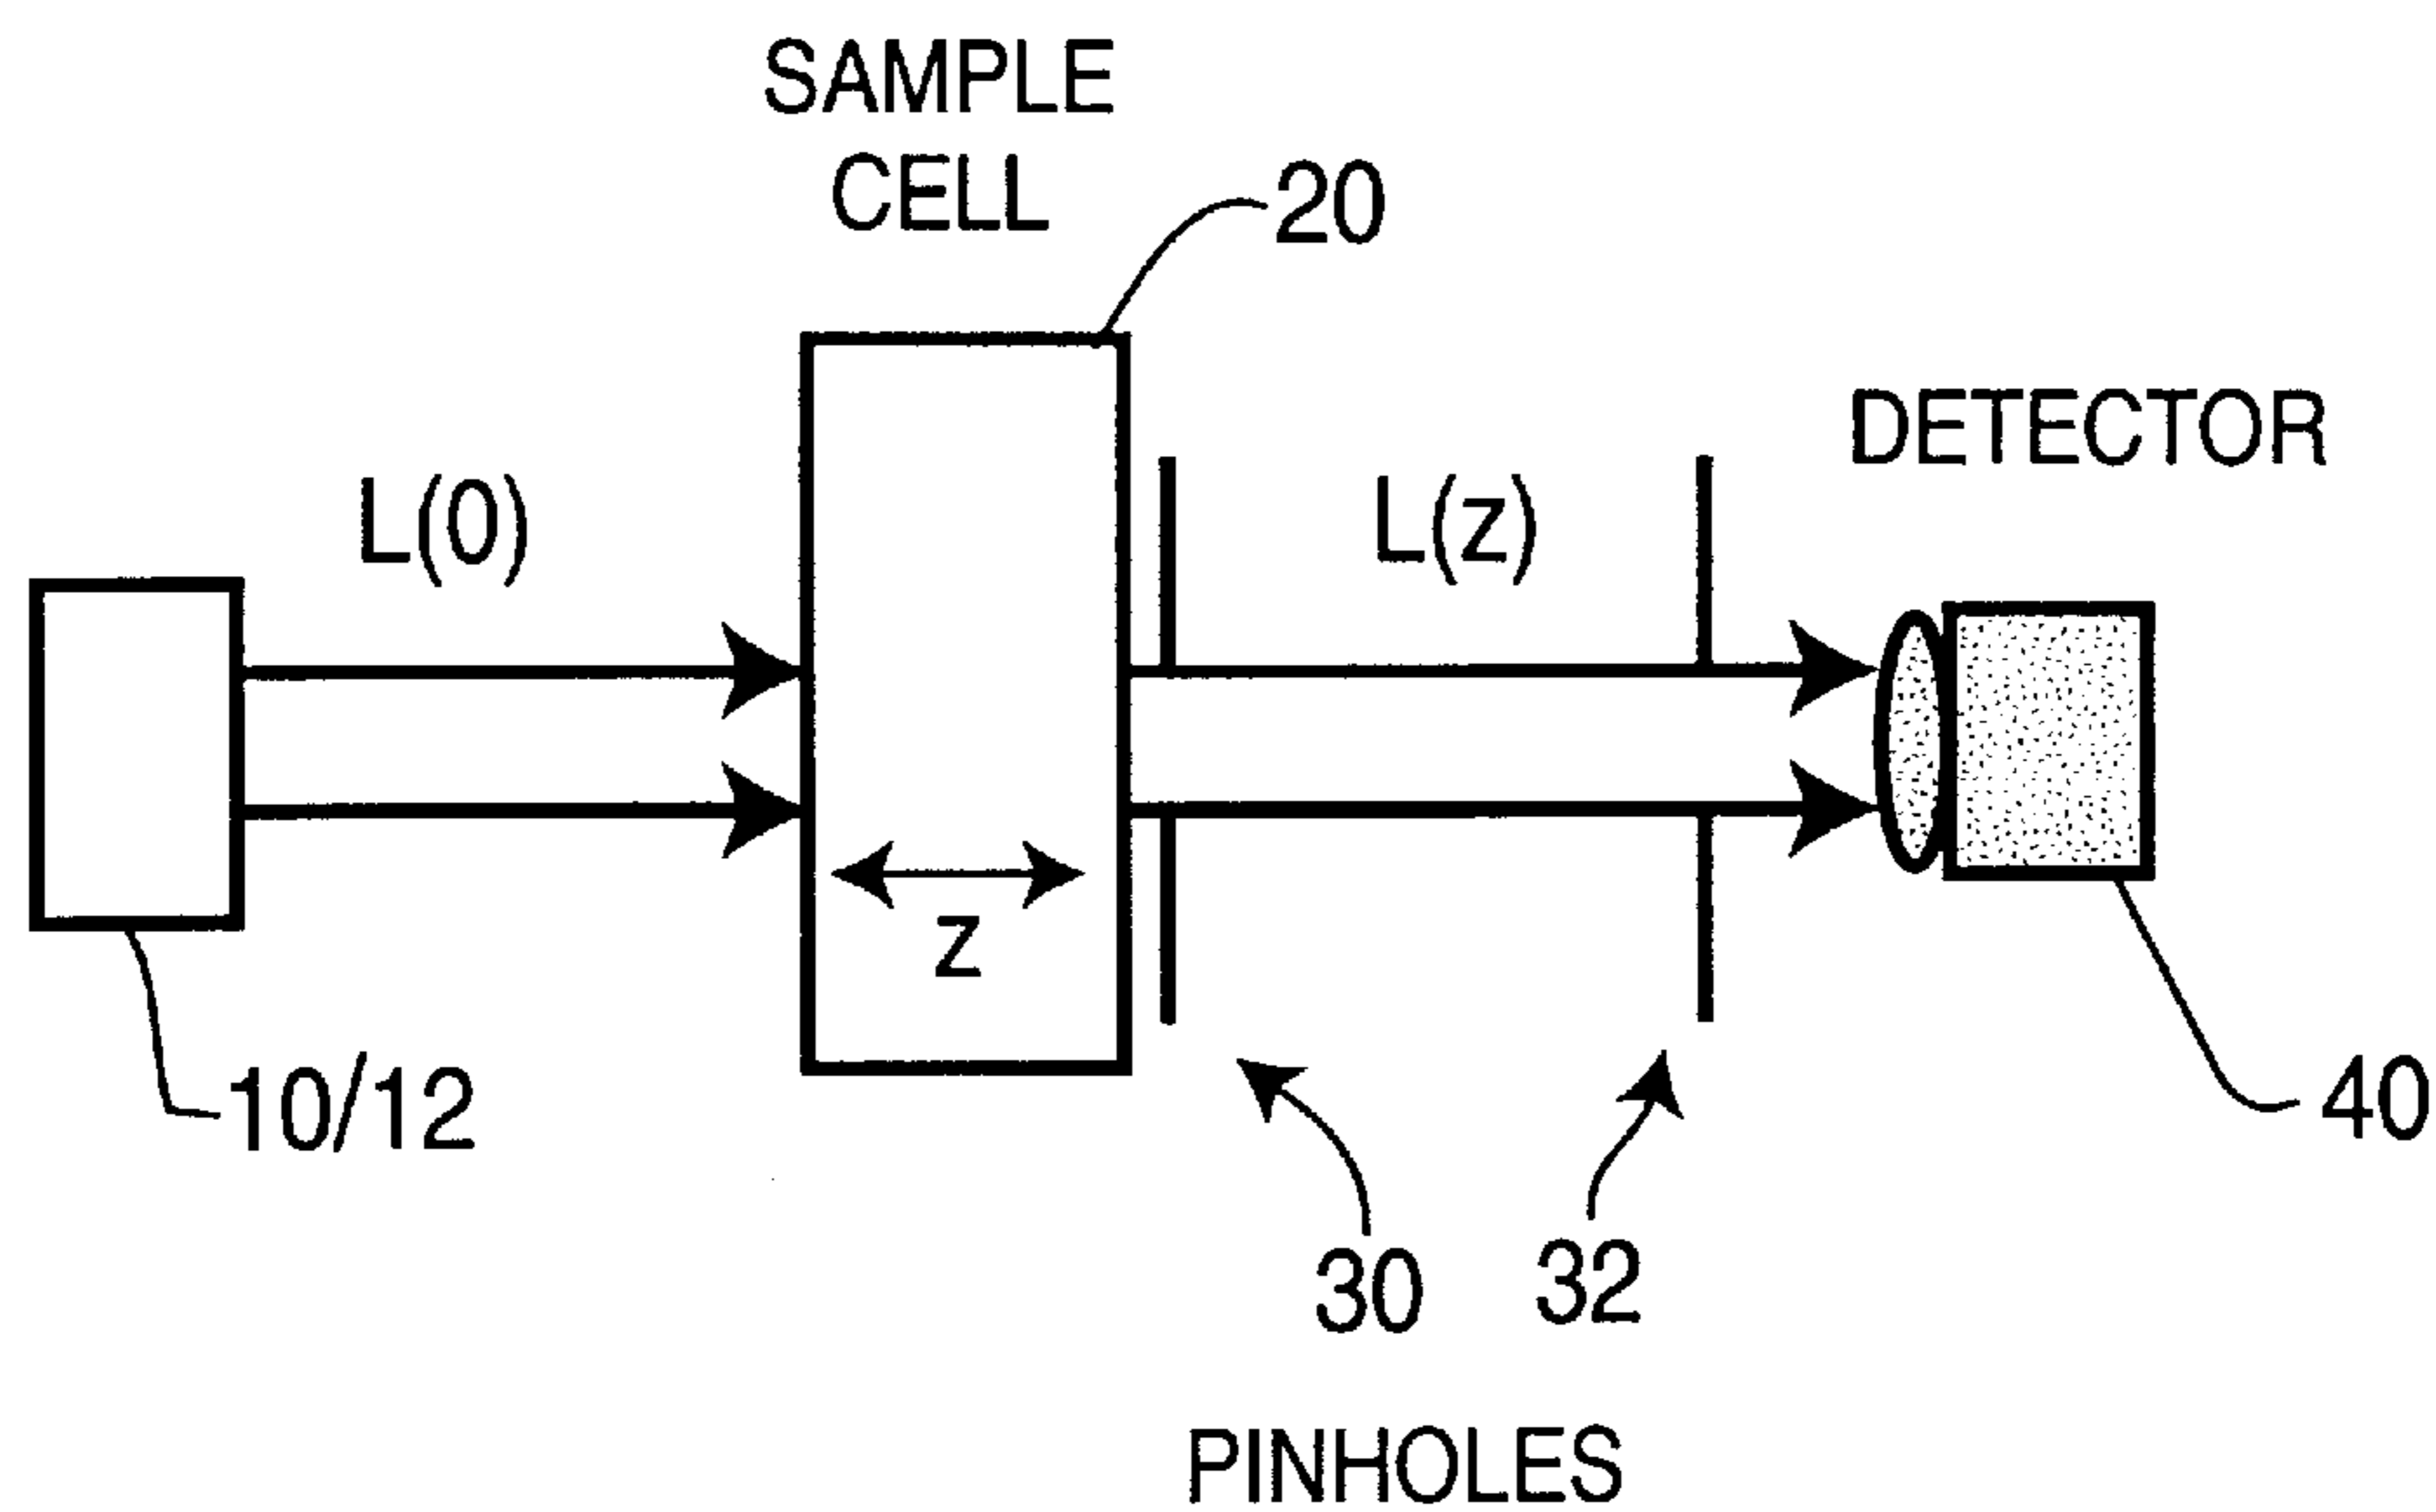 SAMPLE
CELL
20
DETECTOR
L(0)
L(z)
z
10/12
40
30
32
PINHOLES